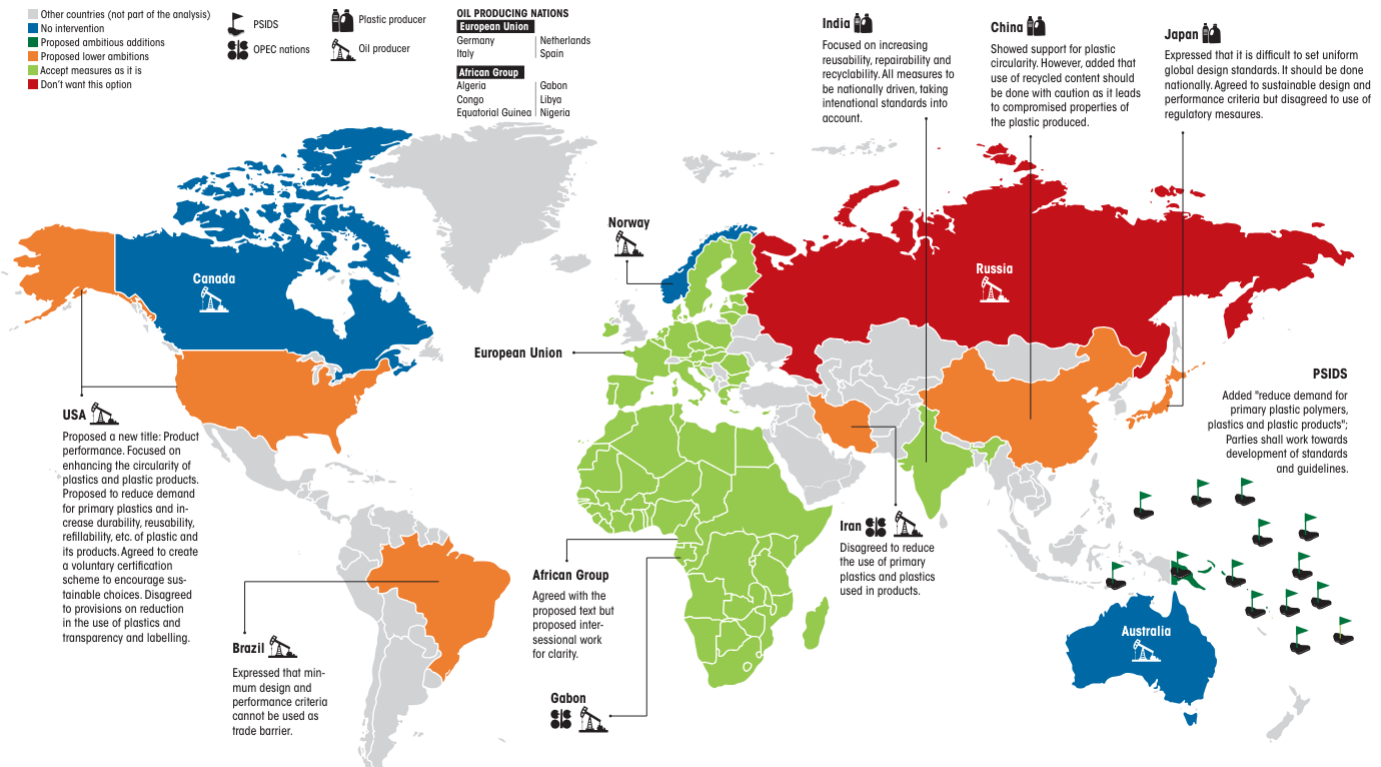 Other countries (not part of the analysis)
No intervention
Proposed ambitious additions
Proposed lower ambitions
Accept measures as it is
Don't want this option
PSIDS
OPEC nations
Plastic producer
Oil producer
OIL PRODUCING NATIONS
European Union
Germany
Italy
Netherlands
Spain
African Group
Algeria
Congo
Equatorial Guinea
Gabon
Libya
Nigeria
India
Focused on increasing
reusability, repairability and
recyclability. All measures to
be nationally driven, taking
intenational standards into
account.
China
Showed support for plastic
circularity. However, added that
use of recycled content should
be done with caution as it leads
to compromised properties of
the plastic produced.
Japan
Expressed that it is difficult to set uniform
global design standards. It should be done
nationally. Agreed to sustainable design and
performance criteria but disagreed to use of
regulatory mesures.
Norway
Canada
Russia
European Union
USA
Proposed a new title: Product
performance. Focused on
enhancing the circularity of
plastics and plastic products.
Proposed to reduce demand
for primary plastics and in-
crease durability, reusability,
refillability, etc. of plastic and
its products. Agreed to create
a voluntary certification
scheme to encourage sus-
tainable choices. Disagreed
to provisions on reduction
in the use of plastics and
transparency and labelling.
PSIDS
Added "reduce demand for
primary plastic polymers,
plastics and plastic products";
Parties shall work towards
development of standards
and guidelines.
Iran
Disagreed to reduce
the use of primary
plastics and plastics
used in products.
African Group
Agreed with the
proposed text but
proposed inter-
sessional work
for clarity.
Brazil
Expressed that min-
mum design and
performance criteria
cannot be used as
trade barrier.
Gabon
Australia